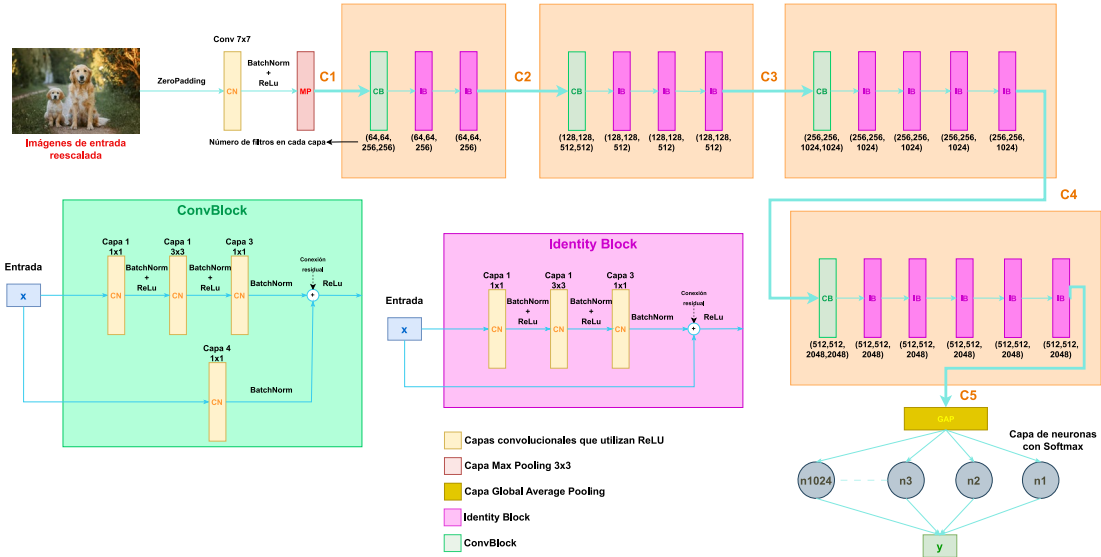 Imágenes de entrada
reescalada
ZeroPadding
Conv 7x7
CN
BatchNorm
+
ReLu
MP
C1
Número de filtros en cada capa
CB
IB
IB
(64,64,
256,256)
(64,64,
256)
(64,64,
256)
C2
CB
IB
IB
IB
(128,128,
512,512)
(128,128,
512)
(128,128,
512)
(128,128,
512)
C3
CB
IB
IB
IB
IB
(256,256,
1024,1024)
(256,256,
1024)
(256,256,
1024)
(256,256,
1024)
(256,256,
1024)
C4
CB
IB
IB
IB
IB
IB
(512,512,
2048,2048)
(512,512,
2048)
(512,512,
2048)
(512,512,
2048)
(512,512,
2048)
(512,512,
2048)
C5
GAP
Capa de neuronas
con Softmax
n1024
n3
n2
n1
y
ConvBlock
Entrada
x
Capa 1
1x1
CN
BatchNorm
+
ReLu
Capa 1
3x3
CN
BatchNorm
+
ReLu
Capa 3
1x1
CN
BatchNorm
Conexión
residual
+
ReLu
Capa 4
1x1
CN
BatchNorm
Identity Block
Entrada
x
Capa 1
1x1
CN
BatchNorm
+
ReLu
Capa 1
3x3
CN
BatchNorm
+
ReLu
Capa 3
1x1
CN
BatchNorm
Conexión
residual
+
ReLu
Capas convolucionales que utilizan ReLU
Capa Max Pooling 3x3
Capa Global Average Pooling
Identity Block
ConvBlock